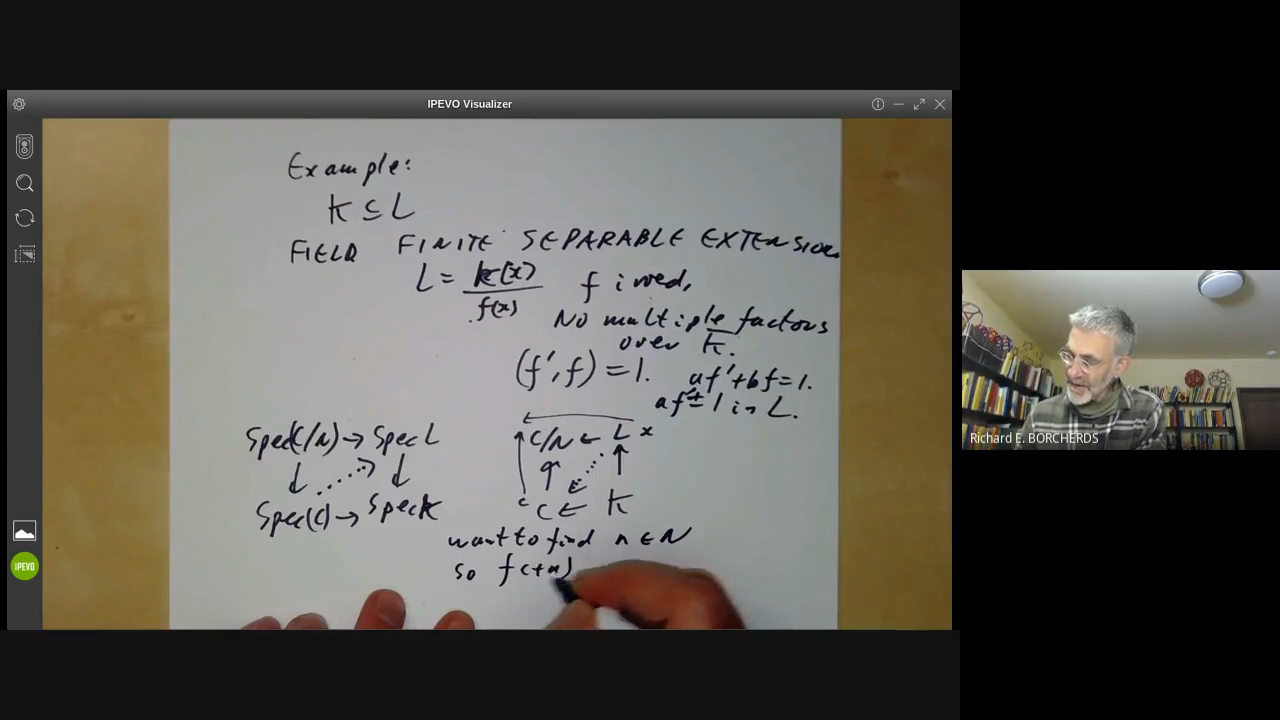 IPEVO Visualizer
Example:
k ⊆ L
FIELD FINITE SEPARABLE EXTENSION
L = k[x] / f(x) f irred,
No multiple factors
over k̅.
(f', f) = 1. af' + bf = 1.
af' = 1 in L.
Spec(C/N) → Spec L
C/N ← L x
Spec(C) → Spec k
c C ← k
want to find n ∈ N
so f(c+n)
IPEVO
Richard E. BORCHERDS